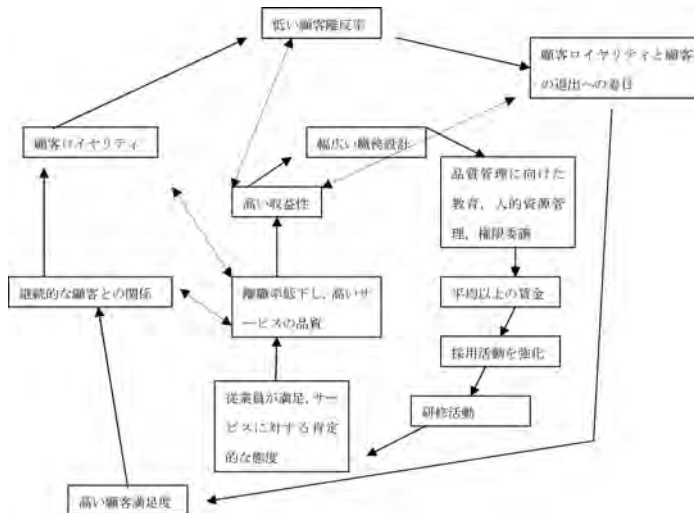 低い顧客離反率
顧客ロイヤリティと顧客
の退出への着目
顧客ロイヤリティ
幅広い職務設計
品質管理に向けた
教育，人的資源管
理，権限委譲
高い収益性
継続的な顧客との関係
離職率低下し，高いサ
ービスの品質
平均以上の賃金
採用活動を強化
従業員が満足，サー
ビスに対する肯定
的な態度
研修活動
高い顧客満足度